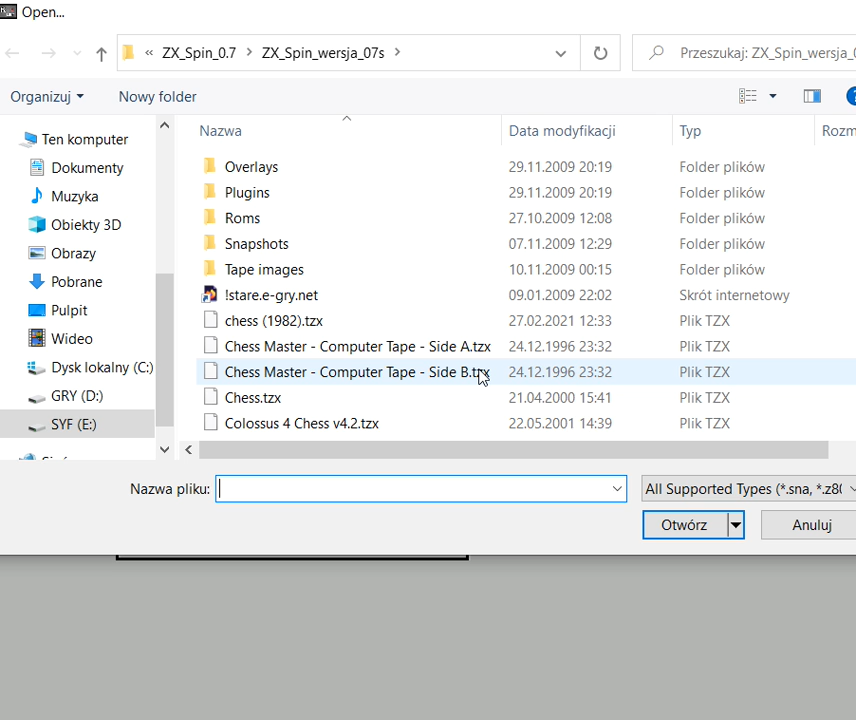 Open...
« ZX_Spin_0.7 > ZX_Spin_wersja_07s >
Przeszukaj: ZX_Spin_wersja_0
Organizuj Nowy folder
Nazwa Data modyfikacji Typ Rozm
Ten komputer
Dokumenty
Muzyka
Obiekty 3D
Obrazy
Pobrane
Pulpit
Wideo
Dysk lokalny (C:)
GRY (D:)
SYF (E:)
Overlays 29.11.2009 20:19 Folder plików
Plugins 29.11.2009 20:19 Folder plików
Roms 27.10.2009 12:08 Folder plików
Snapshots 07.11.2009 12:29 Folder plików
Tape images 10.11.2009 00:15 Folder plików
!stare.e-gry.net 09.01.2009 22:02 Skrót internetowy
chess (1982).tzx 27.02.2021 12:33 Plik TZX
Chess Master - Computer Tape - Side A.tzx 24.12.1996 23:32 Plik TZX
Chess Master - Computer Tape - Side B.tzx 24.12.1996 23:32 Plik TZX
Chess.tzx 21.04.2000 15:41 Plik TZX
Colossus 4 Chess v4.2.tzx 22.05.2001 14:39 Plik TZX
Nazwa pliku:
All Supported Types (*.sna, *.z80
Otwórz Anuluj